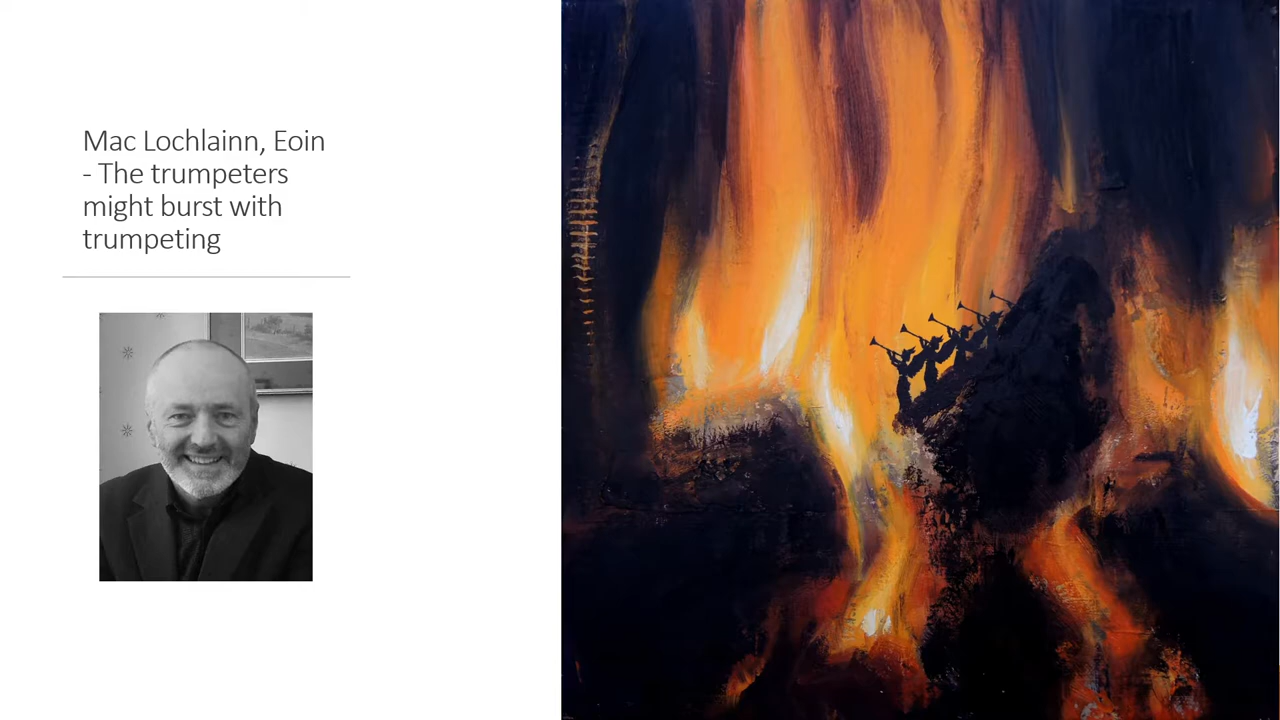 Mac Lochlainn, Eoin
- The trumpeters
might burst with
trumpeting